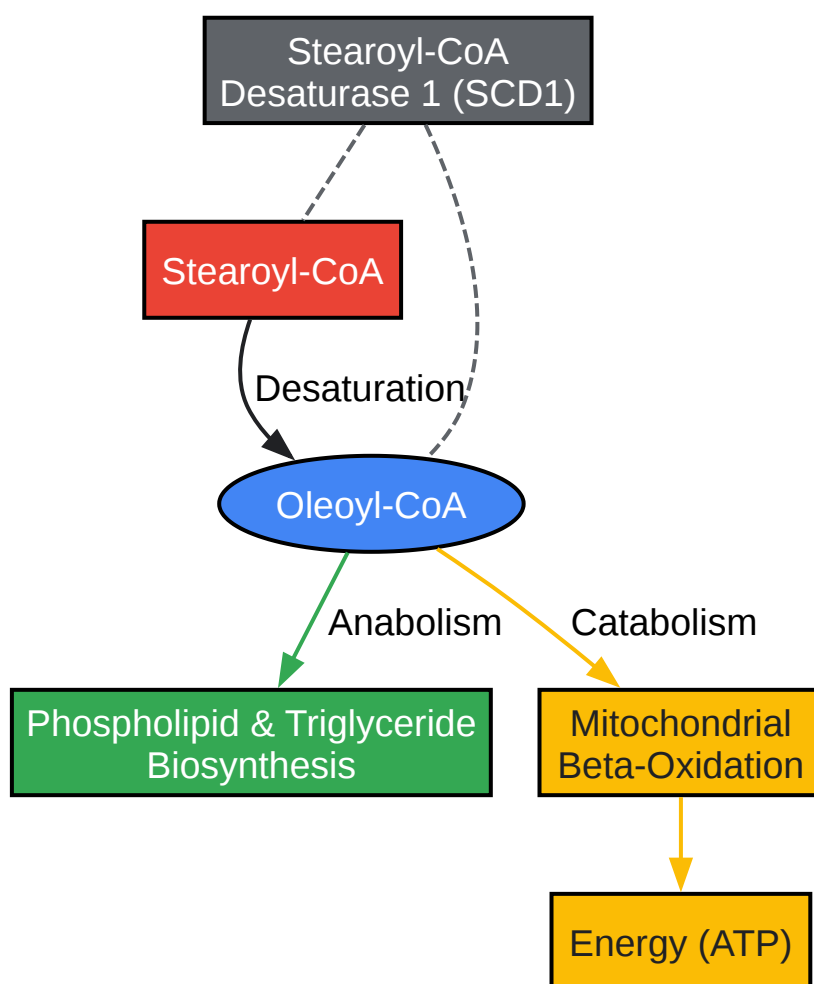 Stearoyl-CoA
Desaturase 1 (SCD1)
Stearoyl-CoA
Desaturation
Oleoyl-CoA
Anabolism
Catabolism
Phospholipid & Triglyceride
Biosynthesis
Mitochondrial
Beta-Oxidation
Energy (ATP)